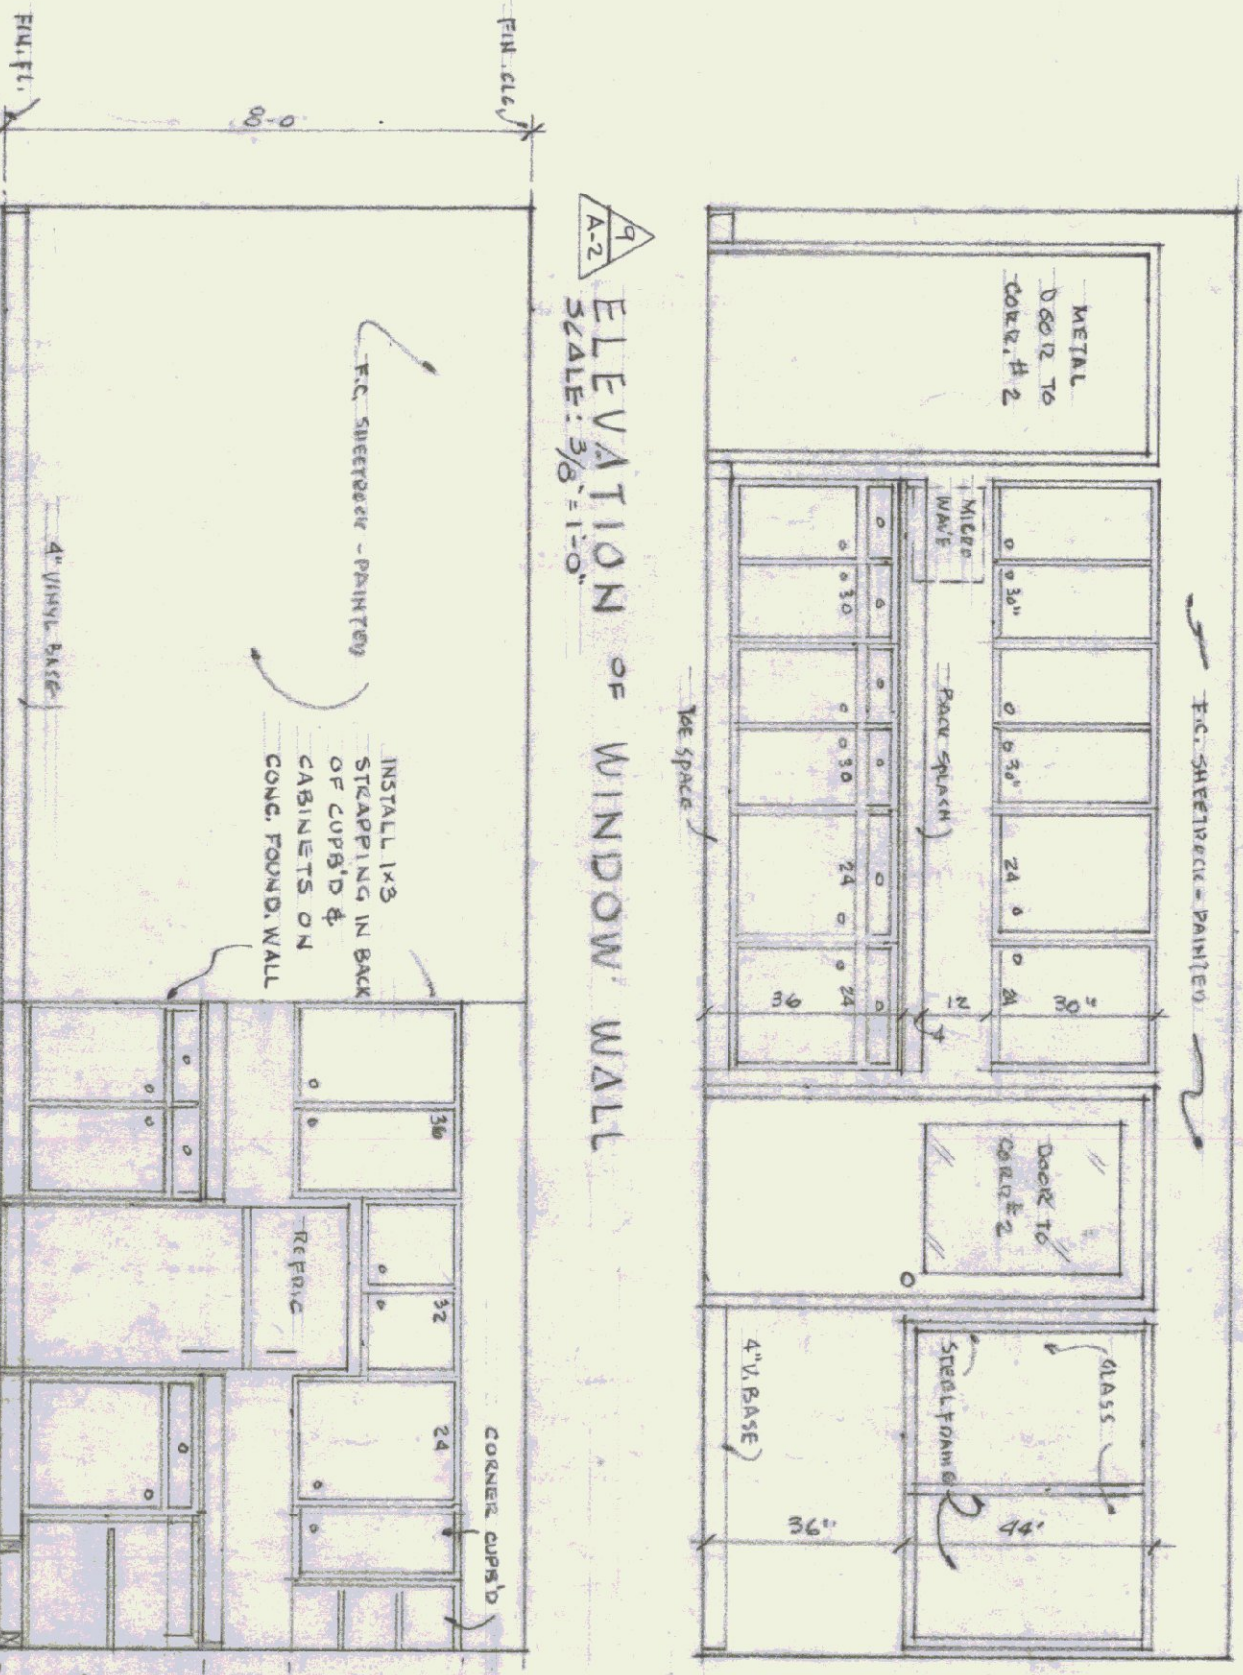 F.C. SHEETROCK - PAINTED
METAL
DOOR TO
CORR. # 2
MICRO
WAVE
30"
30"
24
24
30"
BACK SPLASH
12
4
30
30
24
24
36
TOE SPACE
DOOR TO
CORR #2
GLASS
STEEL FRAME
44"
36"
4" V. BASE
9
A-2
ELEVATION OF WINDOW WALL
SCALE: 3/8" = 1'-0"
FIN. CLG.
8-0
FIN. FL.
F.C. SHEETROCK - PAINTED
4" VINYL BASE
INSTALL 1x3
STRAPPING IN BACK
OF CUPB'D &
CABINETS ON
CONC. FOUND. WALL
36
32
24
REFRIG
CORNER CUPB'D